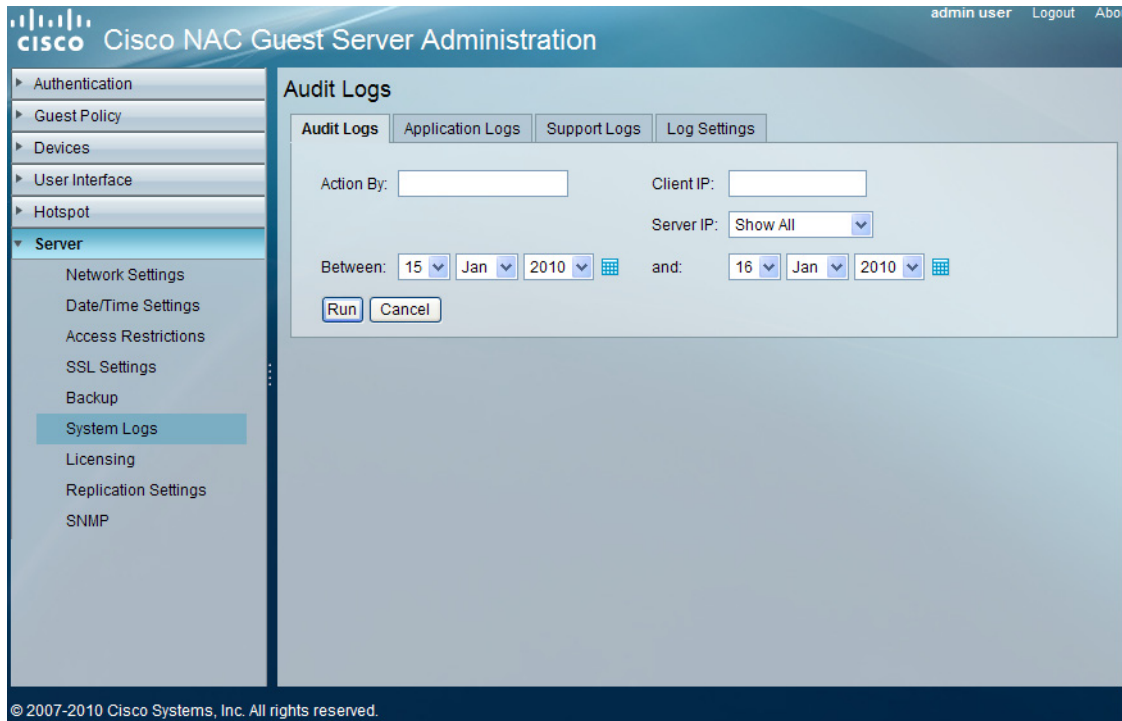 admin user Logout Abo
CISCO Cisco NAC Guest Server Administration
Authentication
Guest Policy
Devices
User Interface
Hotspot
Server
Network Settings
Date/Time Settings
Access Restrictions
SSL Settings
Backup
System Logs
Licensing
Replication Settings
SNMP
Audit Logs
Audit Logs Application Logs Support Logs Log Settings
Action By: Client IP:
Server IP: Show All
Between: 15 Jan 2010 and: 16 Jan 2010
Run Cancel
© 2007-2010 Cisco Systems, Inc. All rights reserved.